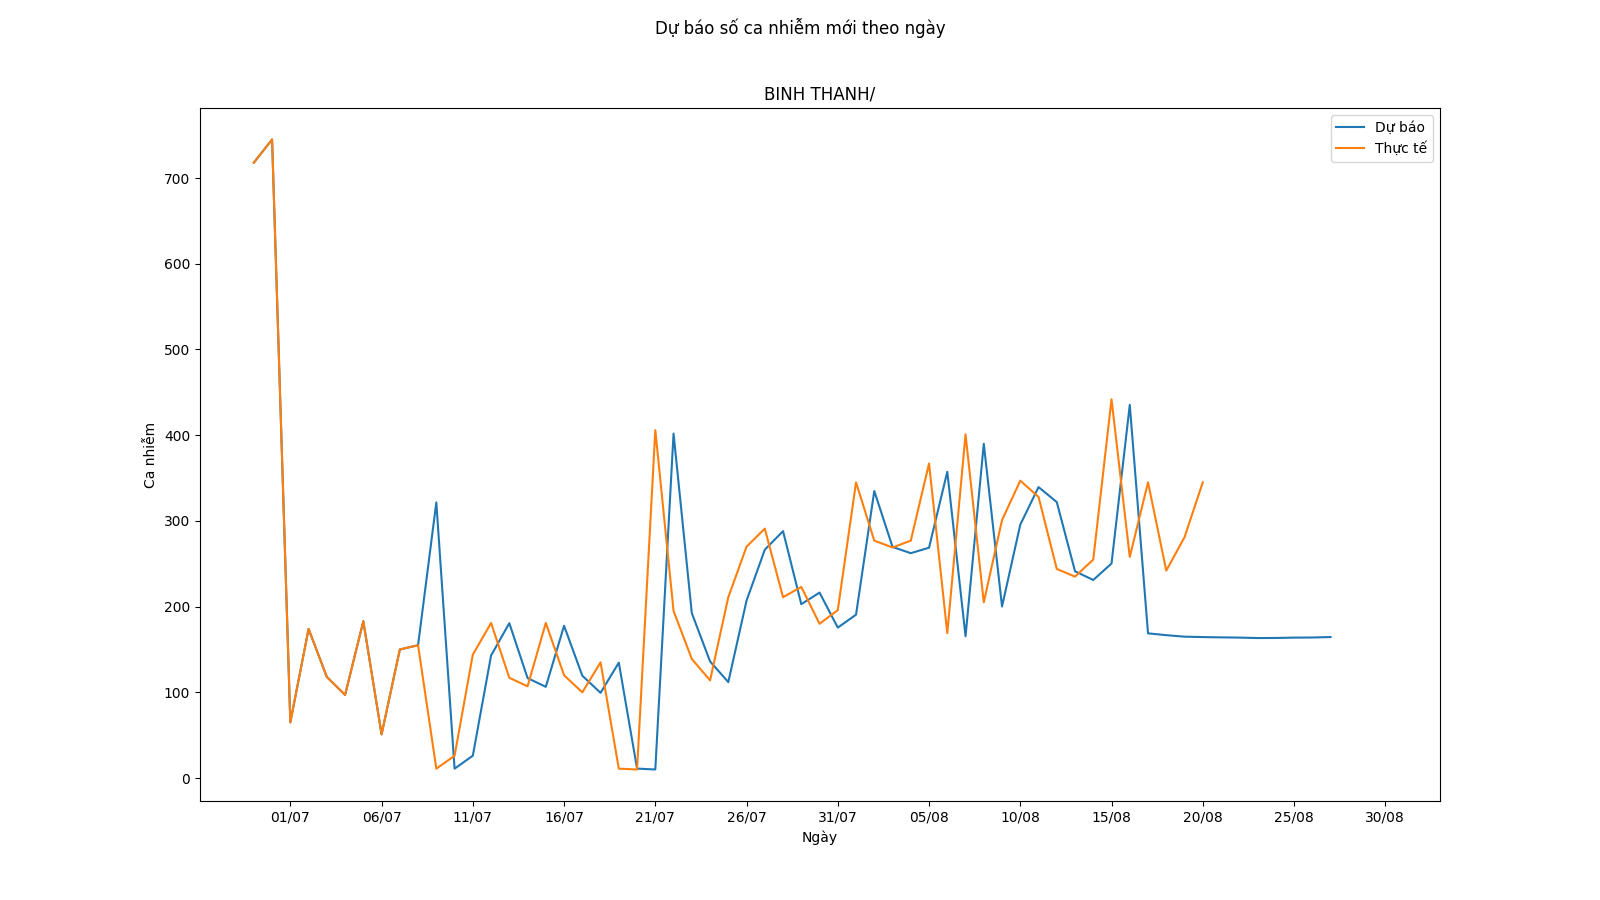 Dự báo số ca nhiễm mới theo ngày
BINH THANH/
Dự báo
Thực tế
700
600
500
400
300
200
100
0
Ca nhiễm
01/07 06/07 11/07 16/07 21/07 26/07 31/07 05/08 10/08 15/08 20/08 25/08 30/08
Ngày